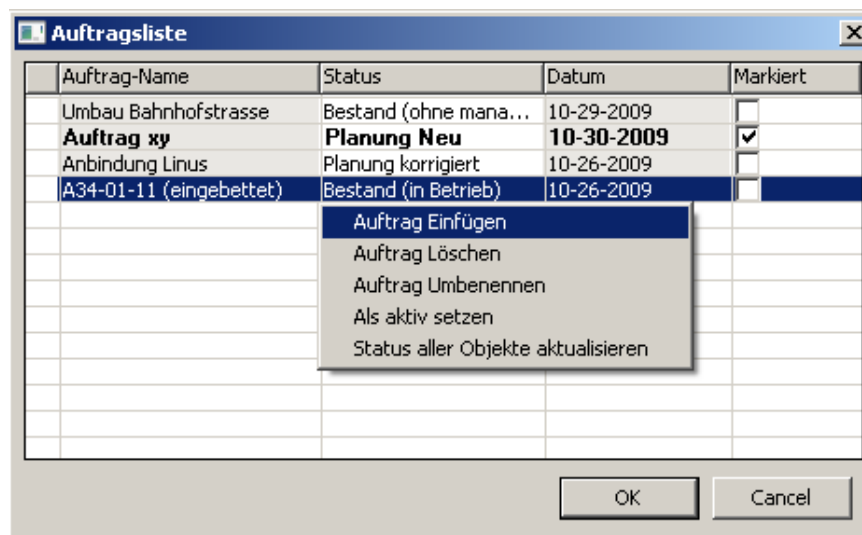 Auftragsliste
Auftrag-Name Status Datum Markiert
Umbau Bahnhofstrasse Bestand (ohne mana... 10-29-2009
Auftrag xy Planung Neu 10-30-2009
Anbindung Linus Planung korrigiert 10-26-2009
A34-01-11 (eingebettet) Bestand (in Betrieb) 10-26-2009
Auftrag Einfügen
Auftrag Löschen
Auftrag Umbenennen
Als aktiv setzen
Status aller Objekte aktualisieren
OK Cancel